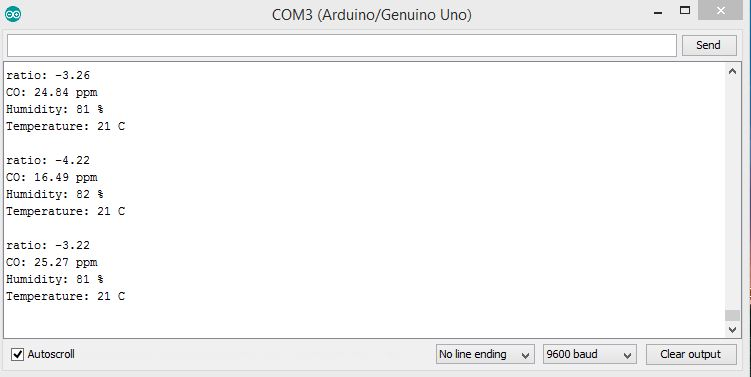 COM3 (Arduino/Genuino Uno)
Send
ratio: -3.26
CO: 24.84 ppm
Humidity: 81 %
Temperature: 21 C
ratio: -4.22
CO: 16.49 ppm
Humidity: 82 %
Temperature: 21 C
ratio: -3.22
CO: 25.27 ppm
Humidity: 81 %
Temperature: 21 C
Autoscroll No line ending 9600 baud Clear output